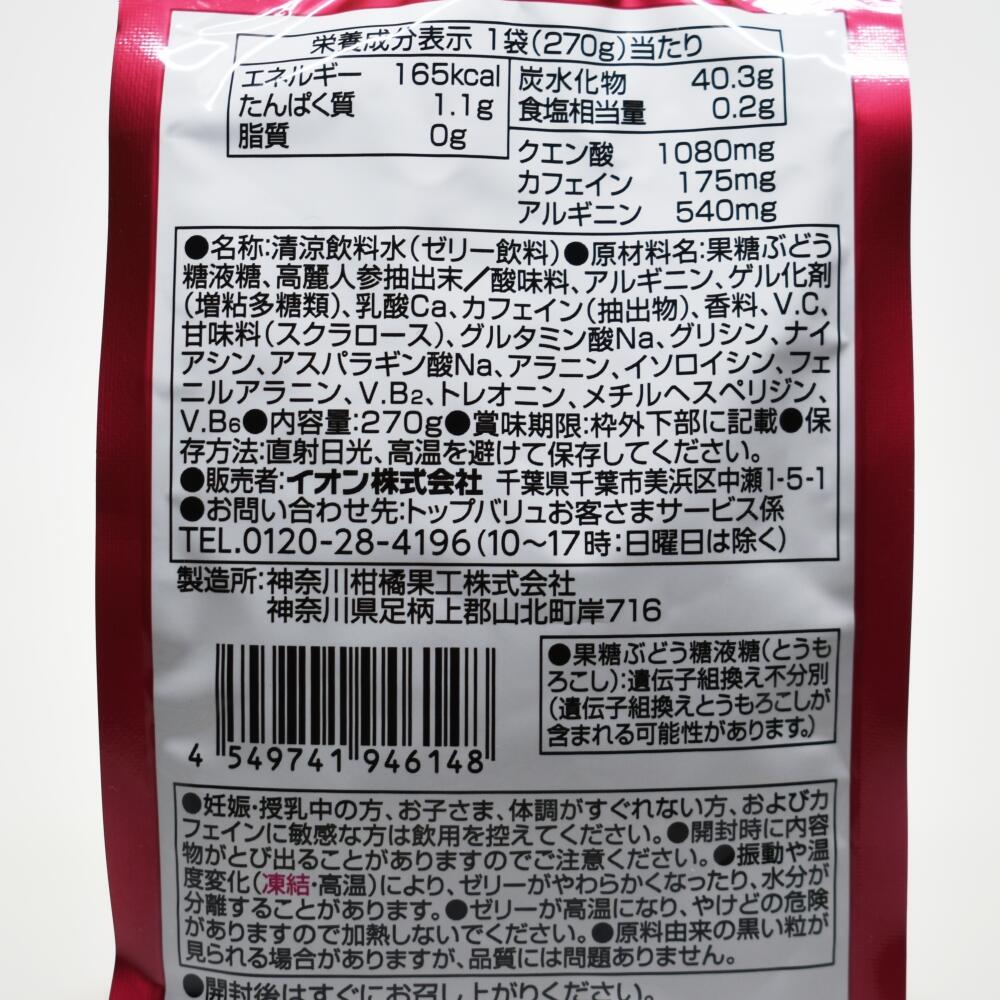 栄養成分表示 1袋(270g)当たり
エネルギー 165kcal
たんぱく質 1.1g
脂質 0g
炭水化物 40.3g
食塩相当量 0.2g
クエン酸 1080mg
カフェイン 175mg
アルギニン 540mg
●名称:清涼飲料水(ゼリー飲料)●原材料名:果糖ぶどう
糖液糖、高麗人参抽出末/酸味料、アルギニン、ゲル化剤
(増粘多糖類)、乳酸Ca、カフェイン(抽出物)、香料、V.C、
甘味料(スクラロース)、グルタミン酸Na、グリシン、ナイ
アシン、アスパラギン酸Na、アラニン、イソロイシン、フェ
ニルアラニン、V.B2、トレオニン、メチルヘスペリジン、
V.B6●内容量:270g●賞味期限:枠外下部に記載●保
存方法:直射日光、高温を避けて保存してください。
●販売者:イオン株式会社 千葉県千葉市美浜区中瀬1-5-1
●お問い合わせ先:トップバリュお客さまサービス係
TEL.0120-28-4196(10～17時:日曜日は除く)
製造所:神奈川柑橘果工株式会社
神奈川県足柄上郡山北町岸716
●果糖ぶどう糖液糖(とうも
ろこし):遺伝子組換え不分別
(遺伝子組換えとうもろこしが
含まれる可能性があります。)
4 549741 946148
●妊娠・授乳中の方、お子さま、体調がすぐれない方、およびカ
フェインに敏感な方は飲用を控えてください。●開封時に内容
物がとび出ることがありますのでご注意ください。●振動や温
度変化(凍結・高温)により、ゼリーがやわらかくなったり、水分が
分離することがあります。●ゼリーが高温になり、やけどの危険
がありますので加熱しないでください。●原料由来の黒い粒が
見られる場合がありますが、品質には問題ありません。
●開封後はすぐにお召し上がりください。